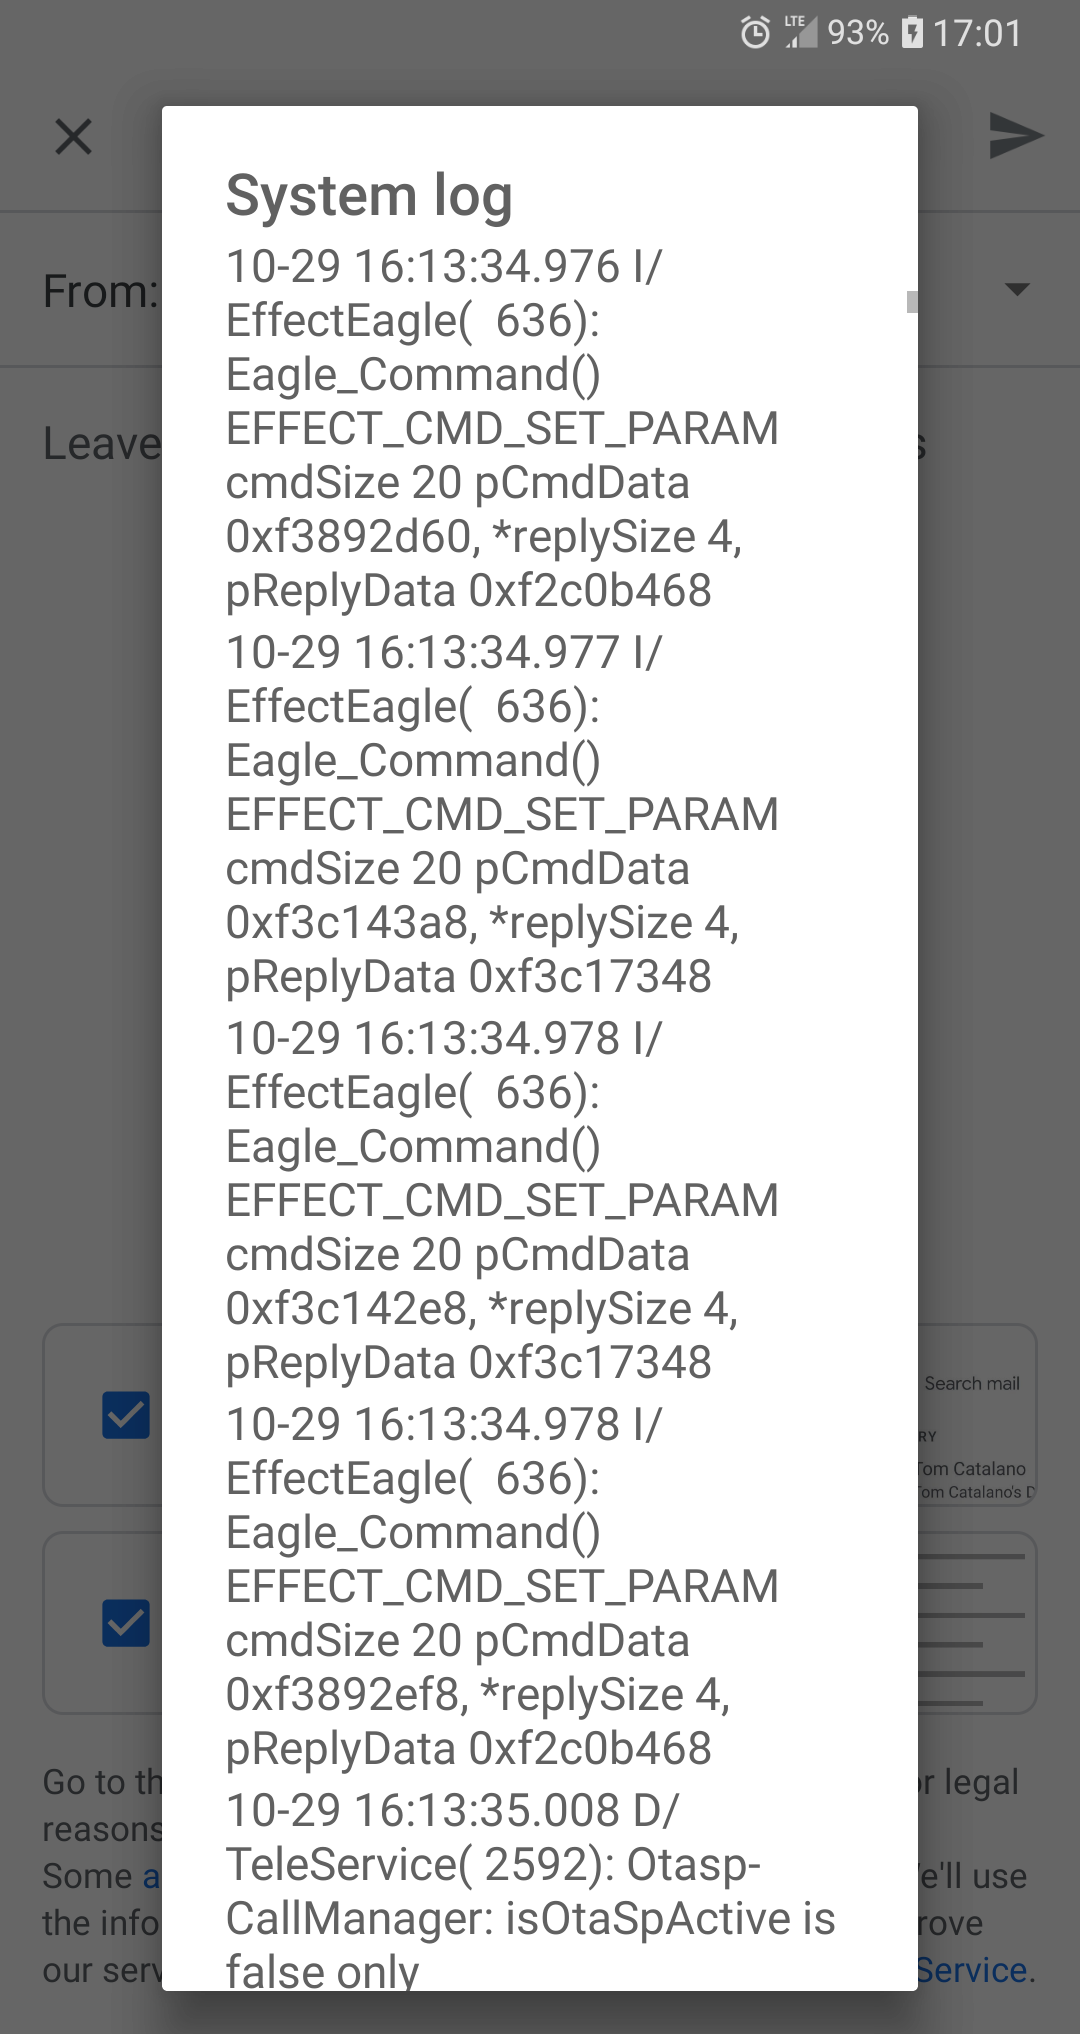 LTE 93% 17:01
System log
10-29 16:13:34.976 I/
From:
EffectEagle(  636):
Eagle_Command()
EFFECT_CMD_SET_PARAM
Leave
s
cmdSize 20 pCmdData
0xf3892d60, *replySize 4,
pReplyData 0xf2c0b468
10-29 16:13:34.977 I/
EffectEagle(  636):
Eagle_Command()
EFFECT_CMD_SET_PARAM
cmdSize 20 pCmdData
0xf3c143a8, *replySize 4,
pReplyData 0xf3c17348
10-29 16:13:34.978 I/
EffectEagle(  636):
Eagle_Command()
EFFECT_CMD_SET_PARAM
cmdSize 20 pCmdData
0xf3c142e8, *replySize 4,
pReplyData 0xf3c17348
10-29 16:13:34.978 I/
EffectEagle(  636):
Eagle_Command()
EFFECT_CMD_SET_PARAM
cmdSize 20 pCmdData
0xf3892ef8, *replySize 4,
pReplyData 0xf2c0b468
10-29 16:13:35.008 D/
TeleService( 2592): Otasp-
CallManager: isOtaSpActive is
false only
Search mail
RY
Tom Catalano
Tom Catalano's D
Go to th
r legal
reasons
Some a
e'll use
the info
rove
our serv
Service.